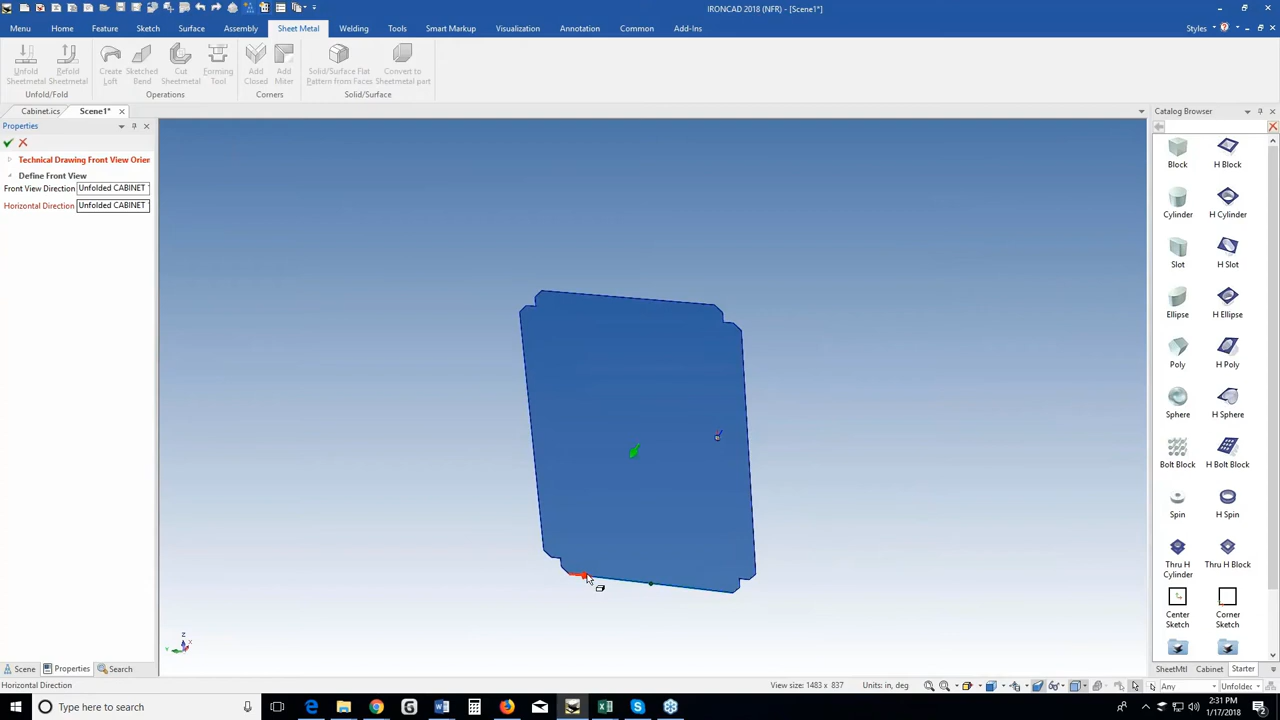 IRONCAD 2018 (NFR) - [Scene1*]
Menu Home Feature Sketch Surface Assembly Sheet Metal Welding Tools Smart Markup Visualization Annotation Common Add-Ins Styles
Unfold Sheetmetal
Refold Sheetmetal
Create Loft
Sketched Bend
Cut Sheetmetal
Forming Tool
Add Closed
Add Miter
Solid/Surface Flat Pattern from Faces
Convert to Sheetmetal part
Unfold/Fold Operations Corners Solid/Surface
Cabinet.ics Scene1*
Properties
Technical Drawing Front View Orien
Define Front View
Front View Direction Unfolded CABINET
Horizontal Direction Unfolded CABINET
Catalog Browser
Block H Block
Cylinder H Cylinder
Slot H Slot
Ellipse H Ellipse
Poly H Poly
Sphere H Sphere
Bolt Block H Bolt Block
Spin H Spin
Thru H Cylinder
Thru H Block
Center Sketch
Corner Sketch
Z
Y
X
Scene Properties Search
SheetMtl Cabinet Starter
Horizontal Direction
View size: 1483 x 837 Units: in, deg
Any
Unfoldec
Type here to search
2:31 PM
1/17/2018